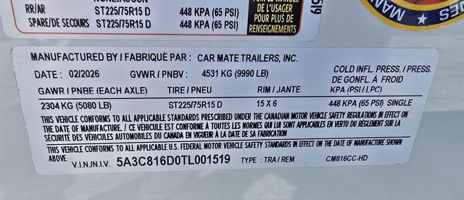 RR/AR ST225/75R15 D 448 KPA (65 PSI)
SPARE/DE SECOURS ST225/75R15 D 448 KPA (65 PSI)
DE L'USAGER
POUR PLUS DE
RENSEIGNEMENTS
MANUFACTURED BY / FABRIQUÉ PAR : CAR MATE TRAILERS, INC.
DATE : 02/2026 GVWR / PNBV : 4531 KG (9990 LB) COLD INFL. PRESS./ PRESS. DE GONFL. À FROID
GAWR / PNBE (EACH AXLE) TIRE / PNEU RIM / JANTE KPA (PSI/LPC)
2304 KG (5080 LB) ST225/75R15 D 15 X 6 448 KPA (65 PSI) SINGLE
THIS VEHICLE CONFORMS TO ALL APPLICABLE STANDARDS PRESCRIBED UNDER THE CANADIAN MOTOR VEHICLE SAFETY REGULATIONS IN EFFECT ON
THE DATE OF MANUFACTURE. / CE VÉHICULE EST CONFORME À TOUTES LES NORMES QUI LUI SONT APPLICABLES EN VERTU DU RÈGLEMENT SUR LA
SÉCURITÉ DES VÉHICULES AUTOMOBILES DU CANADA EN VIGUEUR À LA DATE DE SA FABRICATION
THIS VEHICLE CONFORMS TO ALL APPLICABLE U.S. FEDERAL MOTOR VEHICLE SAFETY STANDARDS IN EFFECT ON THE DATE OF MANUFACTURE SHOWN
ABOVE.
V.I.N./N.I.V. 5A3C816D0TL001519 TYPE : TRA / REM CM816CC-HD